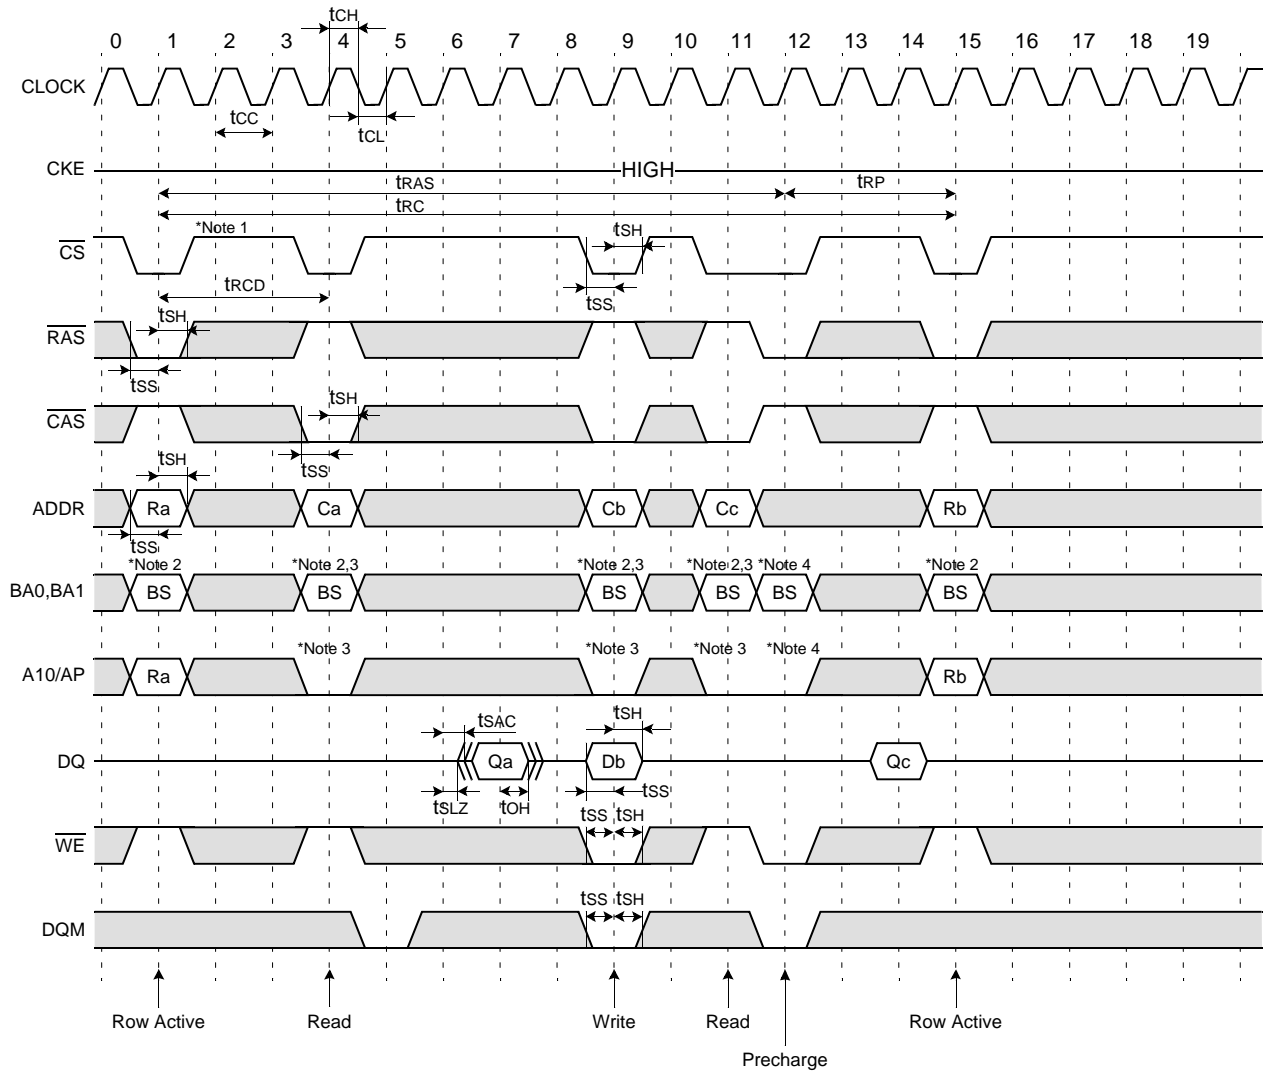 tCH
0 1 2 3 4 5 6 7 8 9 10 11 12 13 14 15 16 17 18 19
CLOCK
tCC
tCL
CKE
HIGH
tRAS
tRP
tRC
*Note 1
tSH
CS
tRCD
tSS
tSH
RAS
tSS
tSH
CAS
tSH
tSS
ADDR Ra Ca Cb Cc Rb
tSS
*Note 2 *Note 2,3 *Note 2,3 *Note 2,3 *Note 4 *Note 2
BA0,BA1 BS BS BS BS BS BS
*Note 3 *Note 3 *Note 3 *Note 4
A10/AP Ra Rb
tSH
tSAC
DQ Qa Db Qc
tSLZ tOH tSS
tSS tSH
WE
tSS tSH
DQM
Row Active Read Write Read Row Active
Precharge